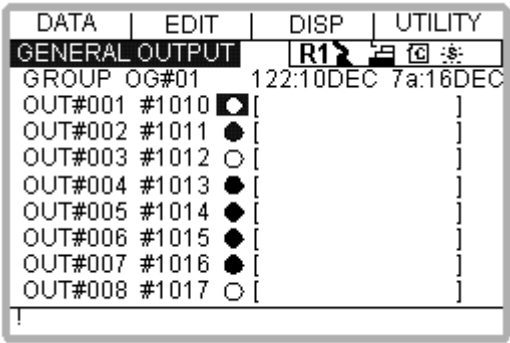 DATA EDIT DISP UTILITY
GENERAL OUTPUT R1 C S
GROUP OG#01 122:10DEC 7a:16DEC
OUT#001 #1010 [ ]
OUT#002 #1011 [ ]
OUT#003 #1012 [ ]
OUT#004 #1013 [ ]
OUT#005 #1014 [ ]
OUT#006 #1015 [ ]
OUT#007 #1016 [ ]
OUT#008 #1017 [ ]
!